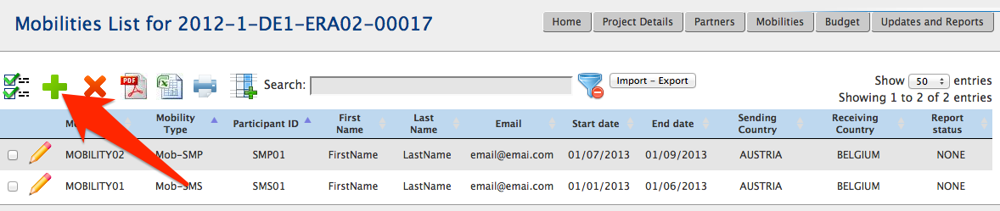 Mobilities List for 2012-1-DE1-ERA02-00017
Home Project Details Partners Mobilities Budget Updates and Reports
PDF Search: Import - Export Show 50 entries
Showing 1 to 2 of 2 entries
Mobility Type Participant ID First Name Last Name Email Start date End date Sending Country Receiving Country Report status
MOBILITY02 Mob-SMP SMP01 FirstName LastName email@emai.com 01/07/2013 01/09/2013 AUSTRIA BELGIUM NONE
MOBILITY01 Mob-SMS SMS01 FirstName LastName email@emai.com 01/01/2013 01/06/2013 AUSTRIA BELGIUM NONE